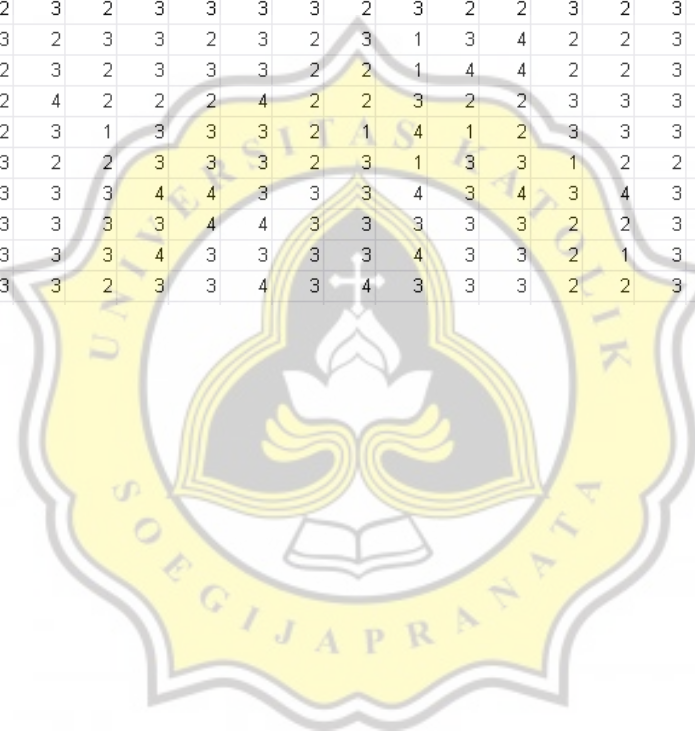 2 3 2 3 3 3 3 2 3 2 2 3 2 3
3 2 3 3 2 3 2 3 1 3 4 2 2 3
2 3 2 3 3 3 2 2 1 4 4 2 2 3
2 4 2 2 2 4 2 2 3 2 2 3 3 3
2 3 1 3 3 3 2 1 4 1 2 3 3 3
3 2 2 3 3 3 2 3 1 3 3 1 2 2
3 3 3 4 4 3 3 3 4 3 4 3 4 3
3 3 3 3 4 4 3 3 3 3 3 2 2 3
3 3 3 4 3 3 3 3 4 3 3 2 1 3
3 3 2 3 3 4 3 4 3 3 3 2 2 3
UNIVERSITAS KATOLIK
SOEGIJAPRANATA